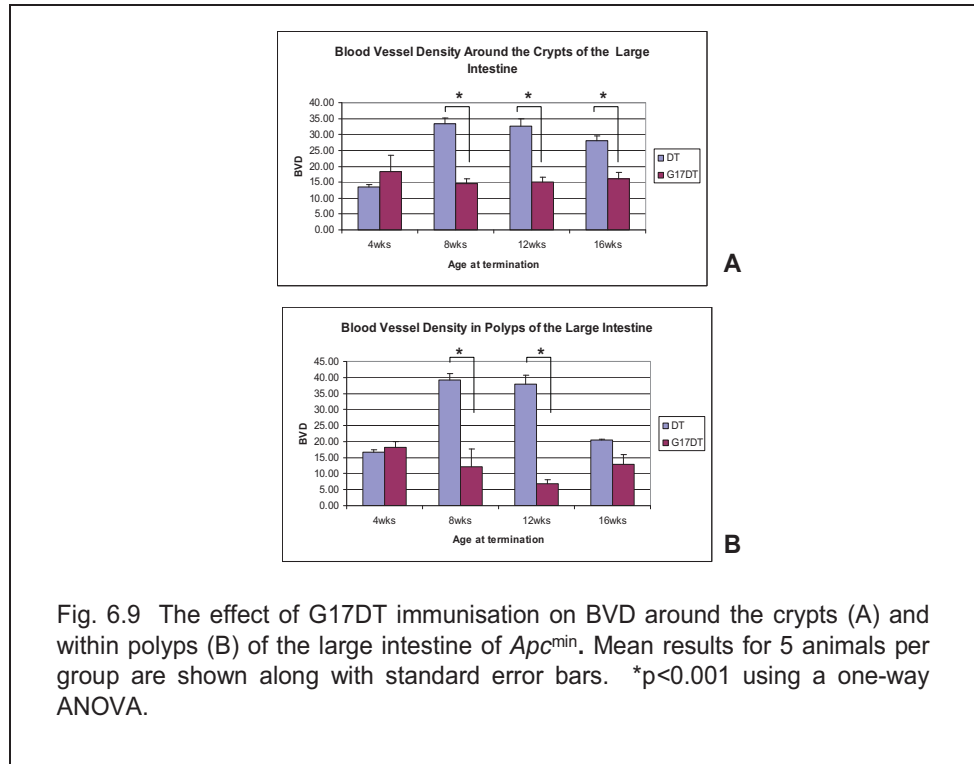 Blood Vessel Density Around the Crypts of the Large
Intestine
*
*
*
40.00
35.00
30.00
25.00
20.00
15.00
10.00
5.00
0.00
BVD
DT
G17DT
4wks
8wks
12wks
16wks
Age at termination
A
Blood Vessel Density in Polyps of the Large Intestine
*
*
45.00
40.00
35.00
30.00
25.00
20.00
15.00
10.00
5.00
0.00
BVD
DT
G17DT
4wks
8wks
12wks
16wks
Age at termination
B
Fig. 6.9 The effect of G17DT immunisation on BVD around the crypts (A) and
within polyps (B) of the large intestine of Apcmin. Mean results for 5 animals per
group are shown along with standard error bars. *p<0.001 using a one-way
ANOVA.